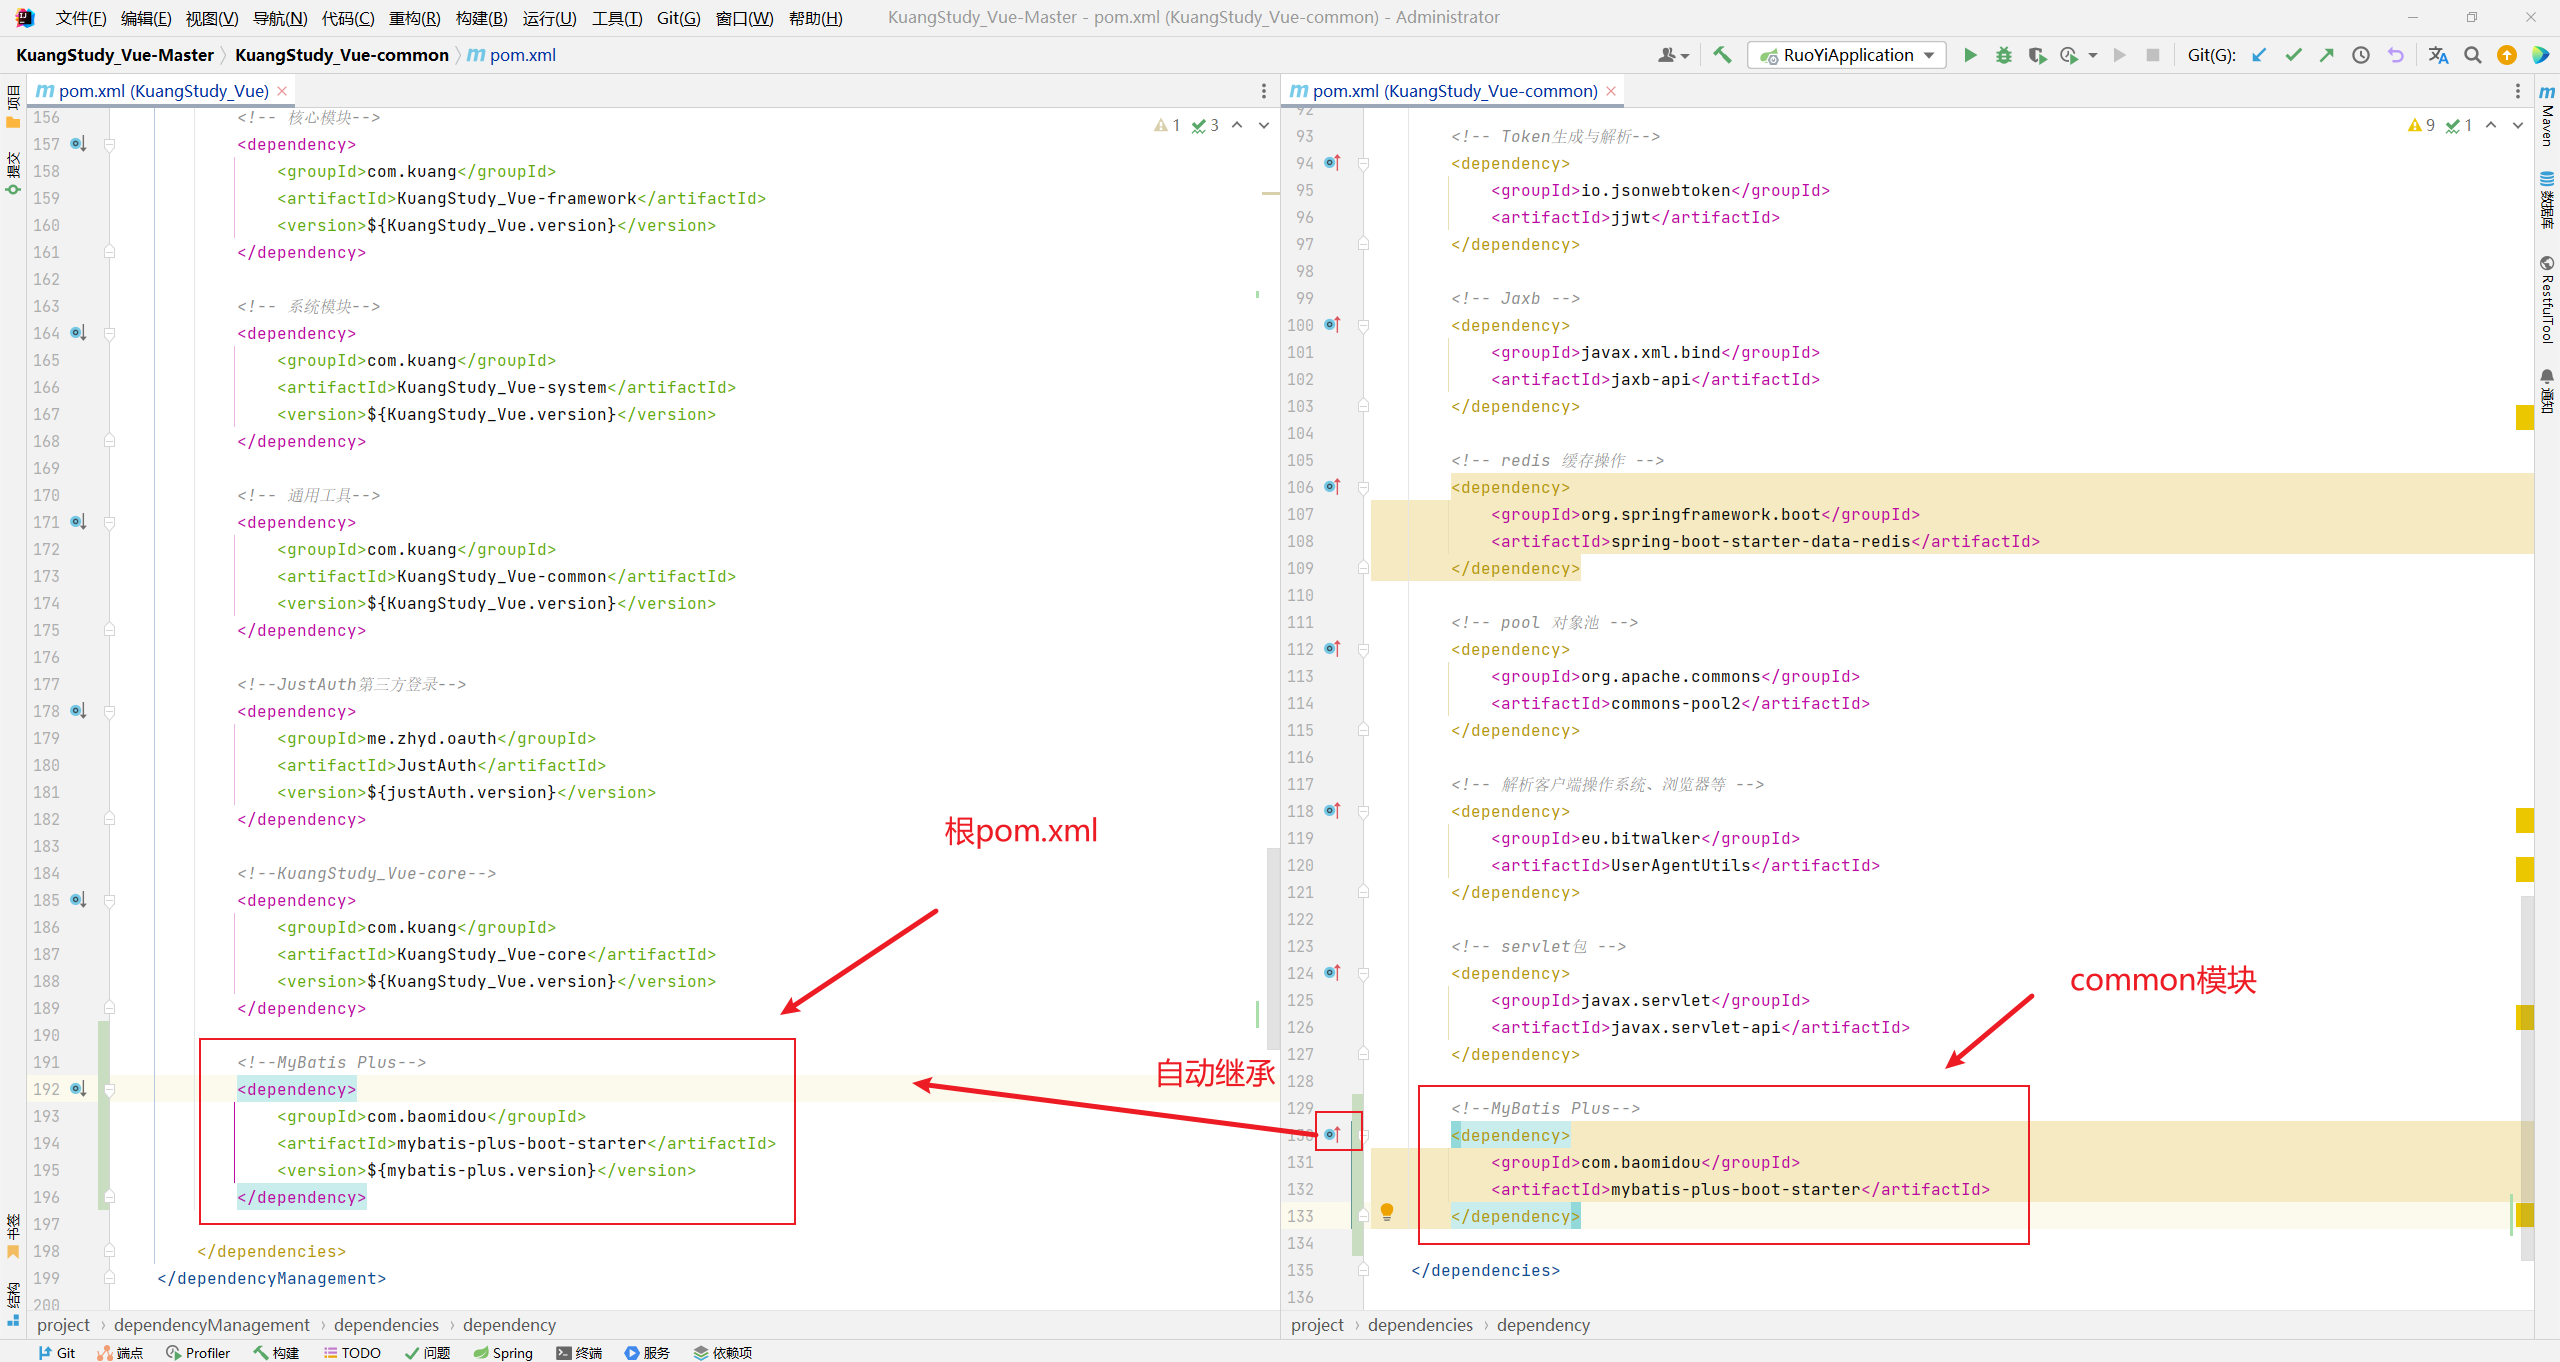 文件(F) 编辑(E) 视图(V) 导航(N) 代码(C) 重构(R) 构建(B) 运行(U) 工具(T) Git(G) 窗口(W) 帮助(H) KuangStudy_Vue-Master - pom.xml (KuangStudy_Vue-common) - Administrator
KuangStudy_Vue-Master KuangStudy_Vue-common pom.xml RuoYiApplication Git(G):
项目
提交
书签
结构
pom.xml (KuangStudy_Vue)
1 3
156 <!-- 核心模块-->
157 <dependency>
158 <groupId>com.kuang</groupId>
159 <artifactId>KuangStudy_Vue-framework</artifactId>
160 <version>${KuangStudy_Vue.version}</version>
161 </dependency>
162
163 <!-- 系统模块-->
164 <dependency>
165 <groupId>com.kuang</groupId>
166 <artifactId>KuangStudy_Vue-system</artifactId>
167 <version>${KuangStudy_Vue.version}</version>
168 </dependency>
169
170 <!-- 通用工具-->
171 <dependency>
172 <groupId>com.kuang</groupId>
173 <artifactId>KuangStudy_Vue-common</artifactId>
174 <version>${KuangStudy_Vue.version}</version>
175 </dependency>
176
177 <!--JustAuth第三方登录-->
178 <dependency>
179 <groupId>me.zhyd.oauth</groupId>
180 <artifactId>JustAuth</artifactId>
181 <version>${justAuth.version}</version>
182 </dependency>
183
184 <!--KuangStudy_Vue-core-->
185 <dependency>
186 <groupId>com.kuang</groupId>
187 <artifactId>KuangStudy_Vue-core</artifactId>
188 <version>${KuangStudy_Vue.version}</version>
189 </dependency>
190
191 <!--MyBatis Plus-->
192 <dependency>
193 <groupId>com.baomidou</groupId>
194 <artifactId>mybatis-plus-boot-starter</artifactId>
195 <version>${mybatis-plus.version}</version>
196 </dependency>
197
198 </dependencies>
199 </dependencyManagement>
200
根pom.xml
自动继承
project › dependencyManagement › dependencies › dependency
pom.xml (KuangStudy_Vue-common)
9 1
92
93 <!-- Token生成与解析-->
94 <dependency>
95 <groupId>io.jsonwebtoken</groupId>
96 <artifactId>jjwt</artifactId>
97 </dependency>
98
99 <!-- Jaxb -->
100 <dependency>
101 <groupId>javax.xml.bind</groupId>
102 <artifactId>jaxb-api</artifactId>
103 </dependency>
104
105 <!-- redis 缓存操作 -->
106 <dependency>
107 <groupId>org.springframework.boot</groupId>
108 <artifactId>spring-boot-starter-data-redis</artifactId>
109 </dependency>
110
111 <!-- pool 对象池 -->
112 <dependency>
113 <groupId>org.apache.commons</groupId>
114 <artifactId>commons-pool2</artifactId>
115 </dependency>
116
117 <!-- 解析客户端操作系统、浏览器等 -->
118 <dependency>
119 <groupId>eu.bitwalker</groupId>
120 <artifactId>UserAgentUtils</artifactId>
121 </dependency>
122
123 <!-- servlet包 -->
124 <dependency>
125 <groupId>javax.servlet</groupId>
126 <artifactId>javax.servlet-api</artifactId>
127 </dependency>
128
129 <!--MyBatis Plus-->
130 <dependency>
131 <groupId>com.baomidou</groupId>
132 <artifactId>mybatis-plus-boot-starter</artifactId>
133 </dependency>
134
135 </dependencies>
136
common模块
project › dependencies › dependency
Maven
数据库
RestfulTool
通知
Git 端点 Profiler 构建 TODO 问题 Spring 终端 服务 依赖项